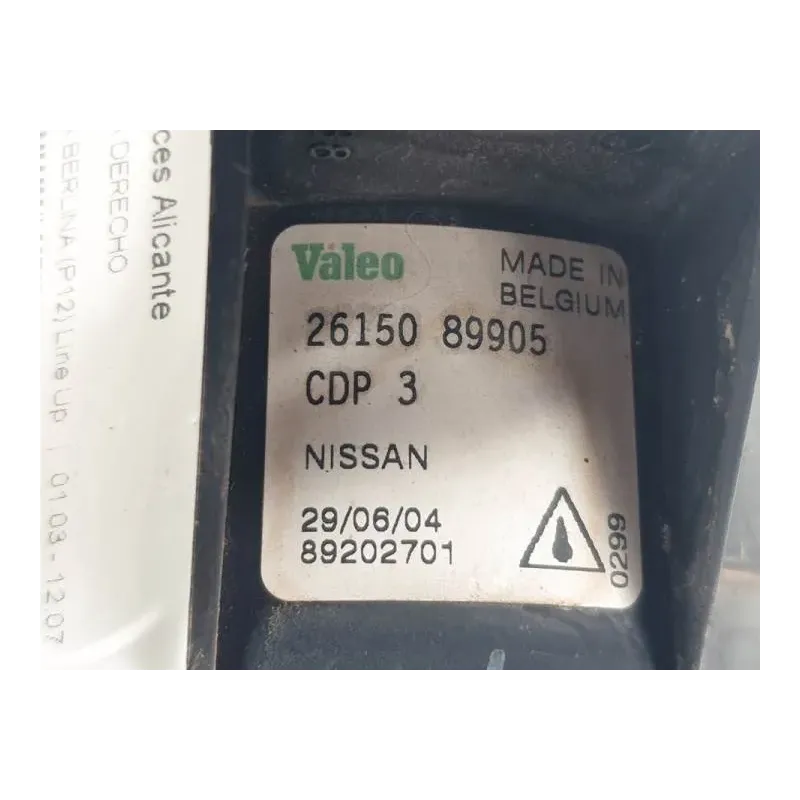 Valeo
MADE IN
BELGIUM
26150 89905
CDP 3
NISSAN
29/06/04
89202701
0299
ces Alicante
DERECHO
BERLINA (P12) Line Up | 01.03 - 12.07